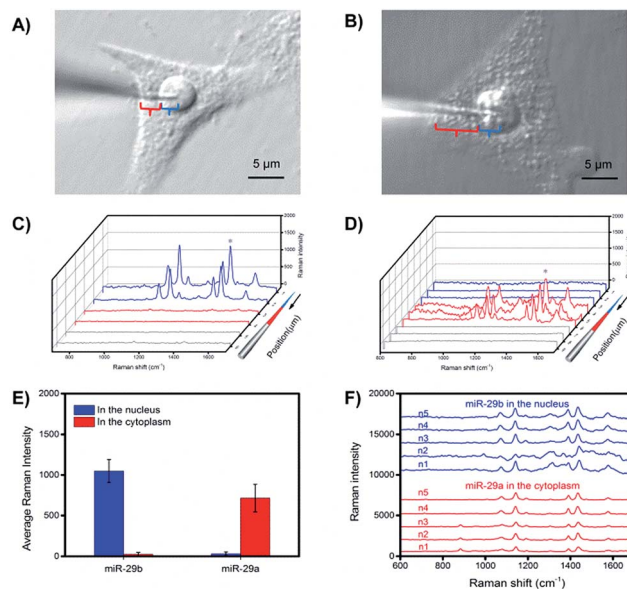 A)
5 µm
B)
5 µm
C)
2000
1500
1000
500
0
Raman intensity
800
1000
1200
1400
1600
Raman shift (cm⁻¹)
Position(µm)
*
D)
2000
1500
1000
500
0
Raman intensity
800
1000
1200
1400
1600
Raman shift (cm⁻¹)
Position(µm)
*
E)
In the nucleus
In the cytoplasm
2000
1500
1000
500
0
Average Raman Intensity
miR-29b
miR-29a
F)
20000
15000
10000
5000
0
Raman intensity
miR-29b in the nucleus
n5
n4
n3
n2
n1
miR-29a in the cytoplasm
n5
n4
n3
n2
n1
600
800
1000
1200
1400
1600
Raman shift (cm⁻¹)